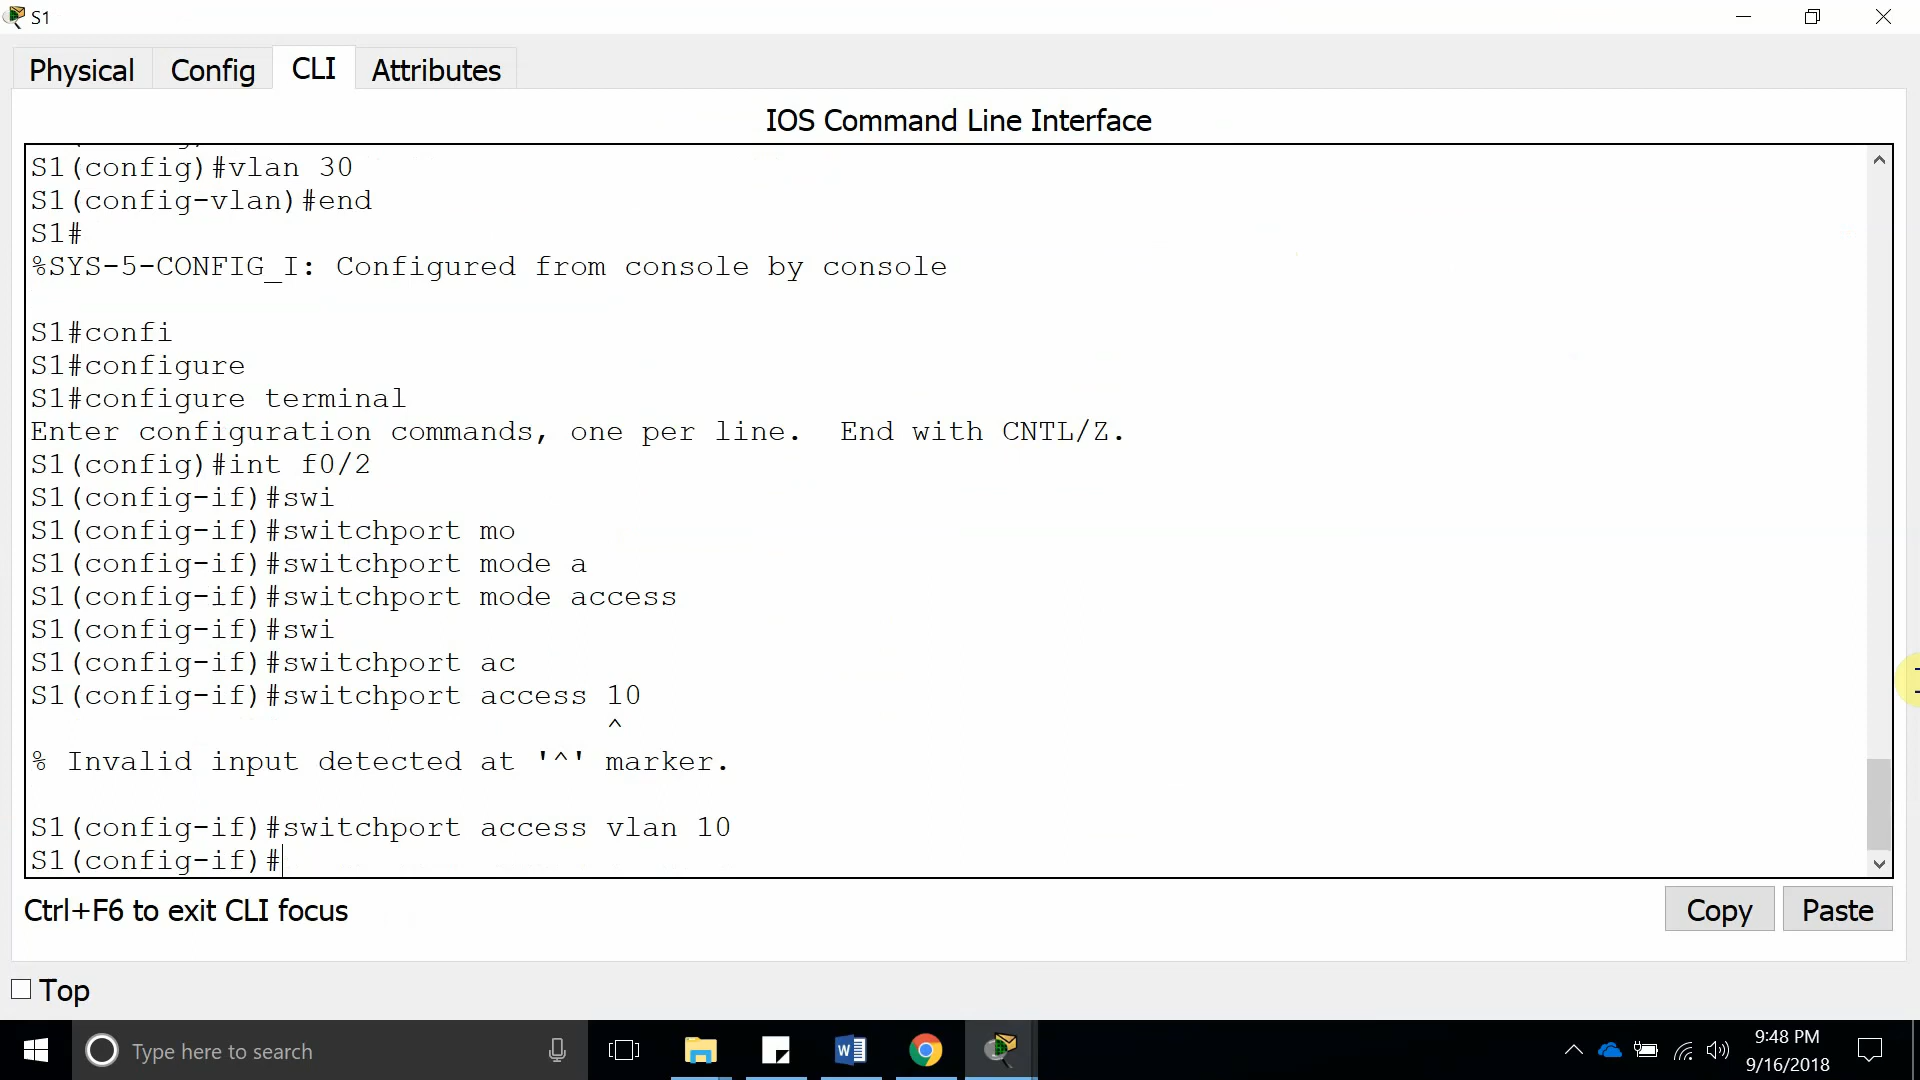 S1
Physical Config CLI Attributes
IOS Command Line Interface
S1(config)#vlan 30
S1(config-vlan)#end
S1#
%SYS-5-CONFIG_I: Configured from console by console
S1#confi
S1#configure
S1#configure terminal
Enter configuration commands, one per line.  End with CNTL/Z.
S1(config)#int f0/2
S1(config-if)#swi
S1(config-if)#switchport mo
S1(config-if)#switchport mode a
S1(config-if)#switchport mode access
S1(config-if)#swi
S1(config-if)#switchport ac
S1(config-if)#switchport access 10
^
% Invalid input detected at '^' marker.
S1(config-if)#switchport access vlan 10
S1(config-if)#
Ctrl+F6 to exit CLI focus
Copy Paste
Top
Type here to search
9:48 PM
9/16/2018